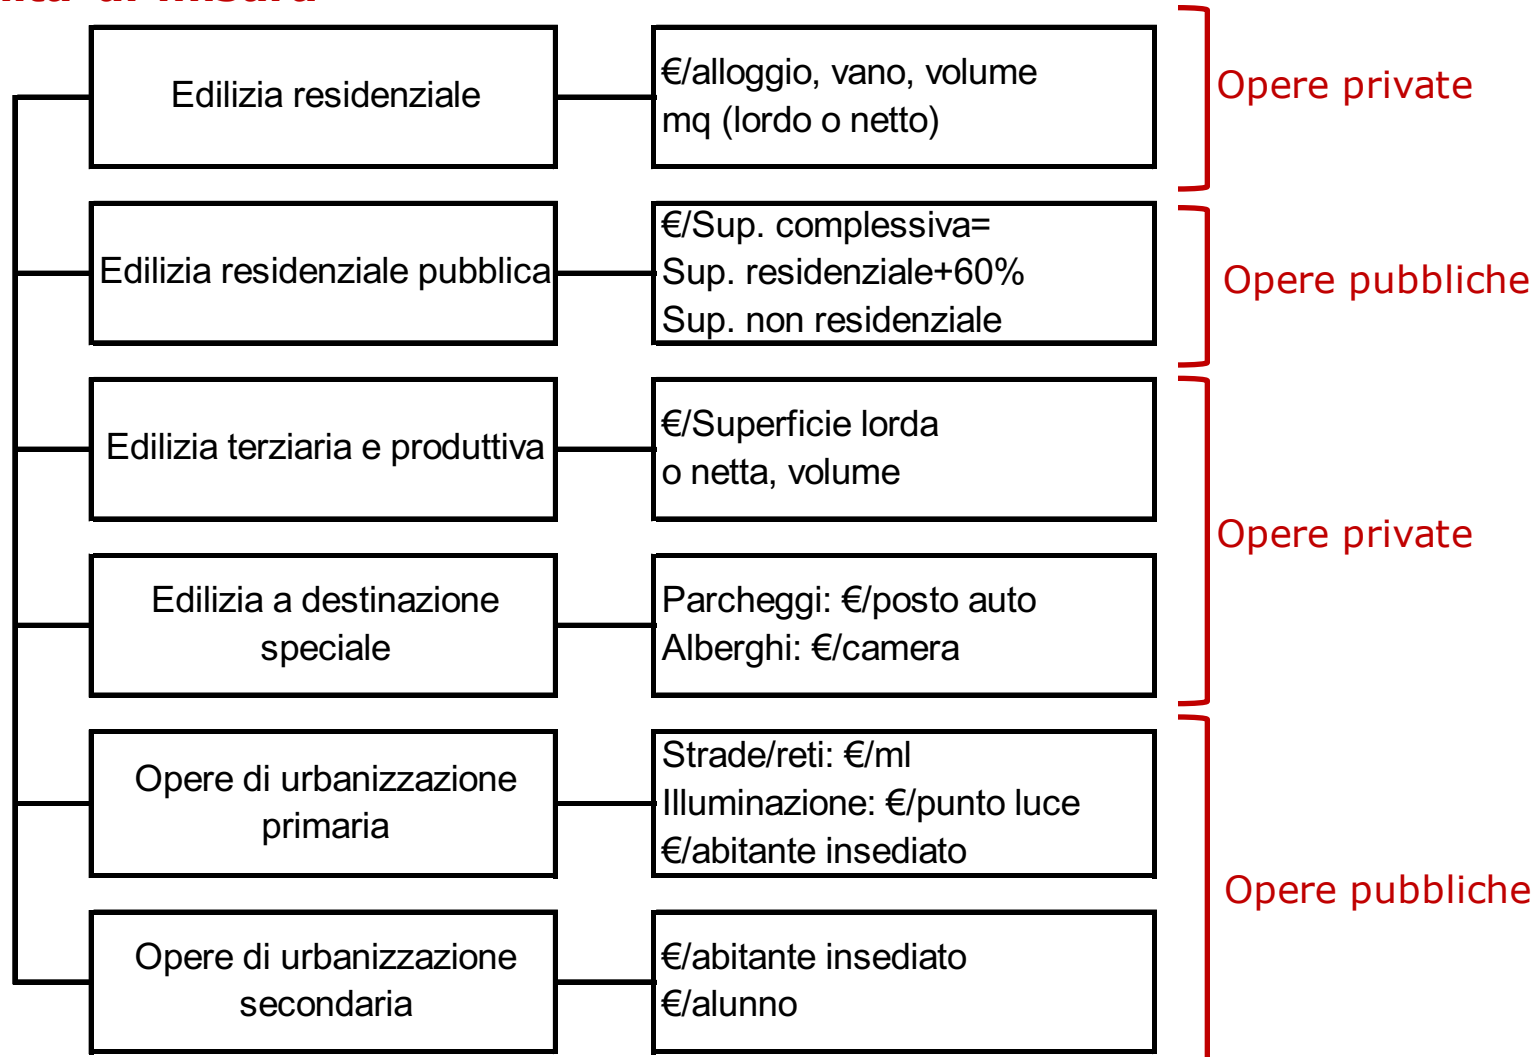 di misura
Edilizia residenziale
€/alloggio, vano, volume
mq (lordo o netto)
Opere private
Edilizia residenziale pubblica
€/Sup. complessiva=
Sup. residenziale+60%
Sup. non residenziale
Opere pubbliche
Edilizia terziaria e produttiva
€/Superficie lorda
o netta, volume
Opere private
Edilizia a destinazione
speciale
Parcheggi: €/posto auto
Alberghi: €/camera
Opere di urbanizzazione
primaria
Strade/reti: €/ml
Illuminazione: €/punto luce
€/abitante insediato
Opere pubbliche
Opere di urbanizzazione
secondaria
€/abitante insediato
€/alunno